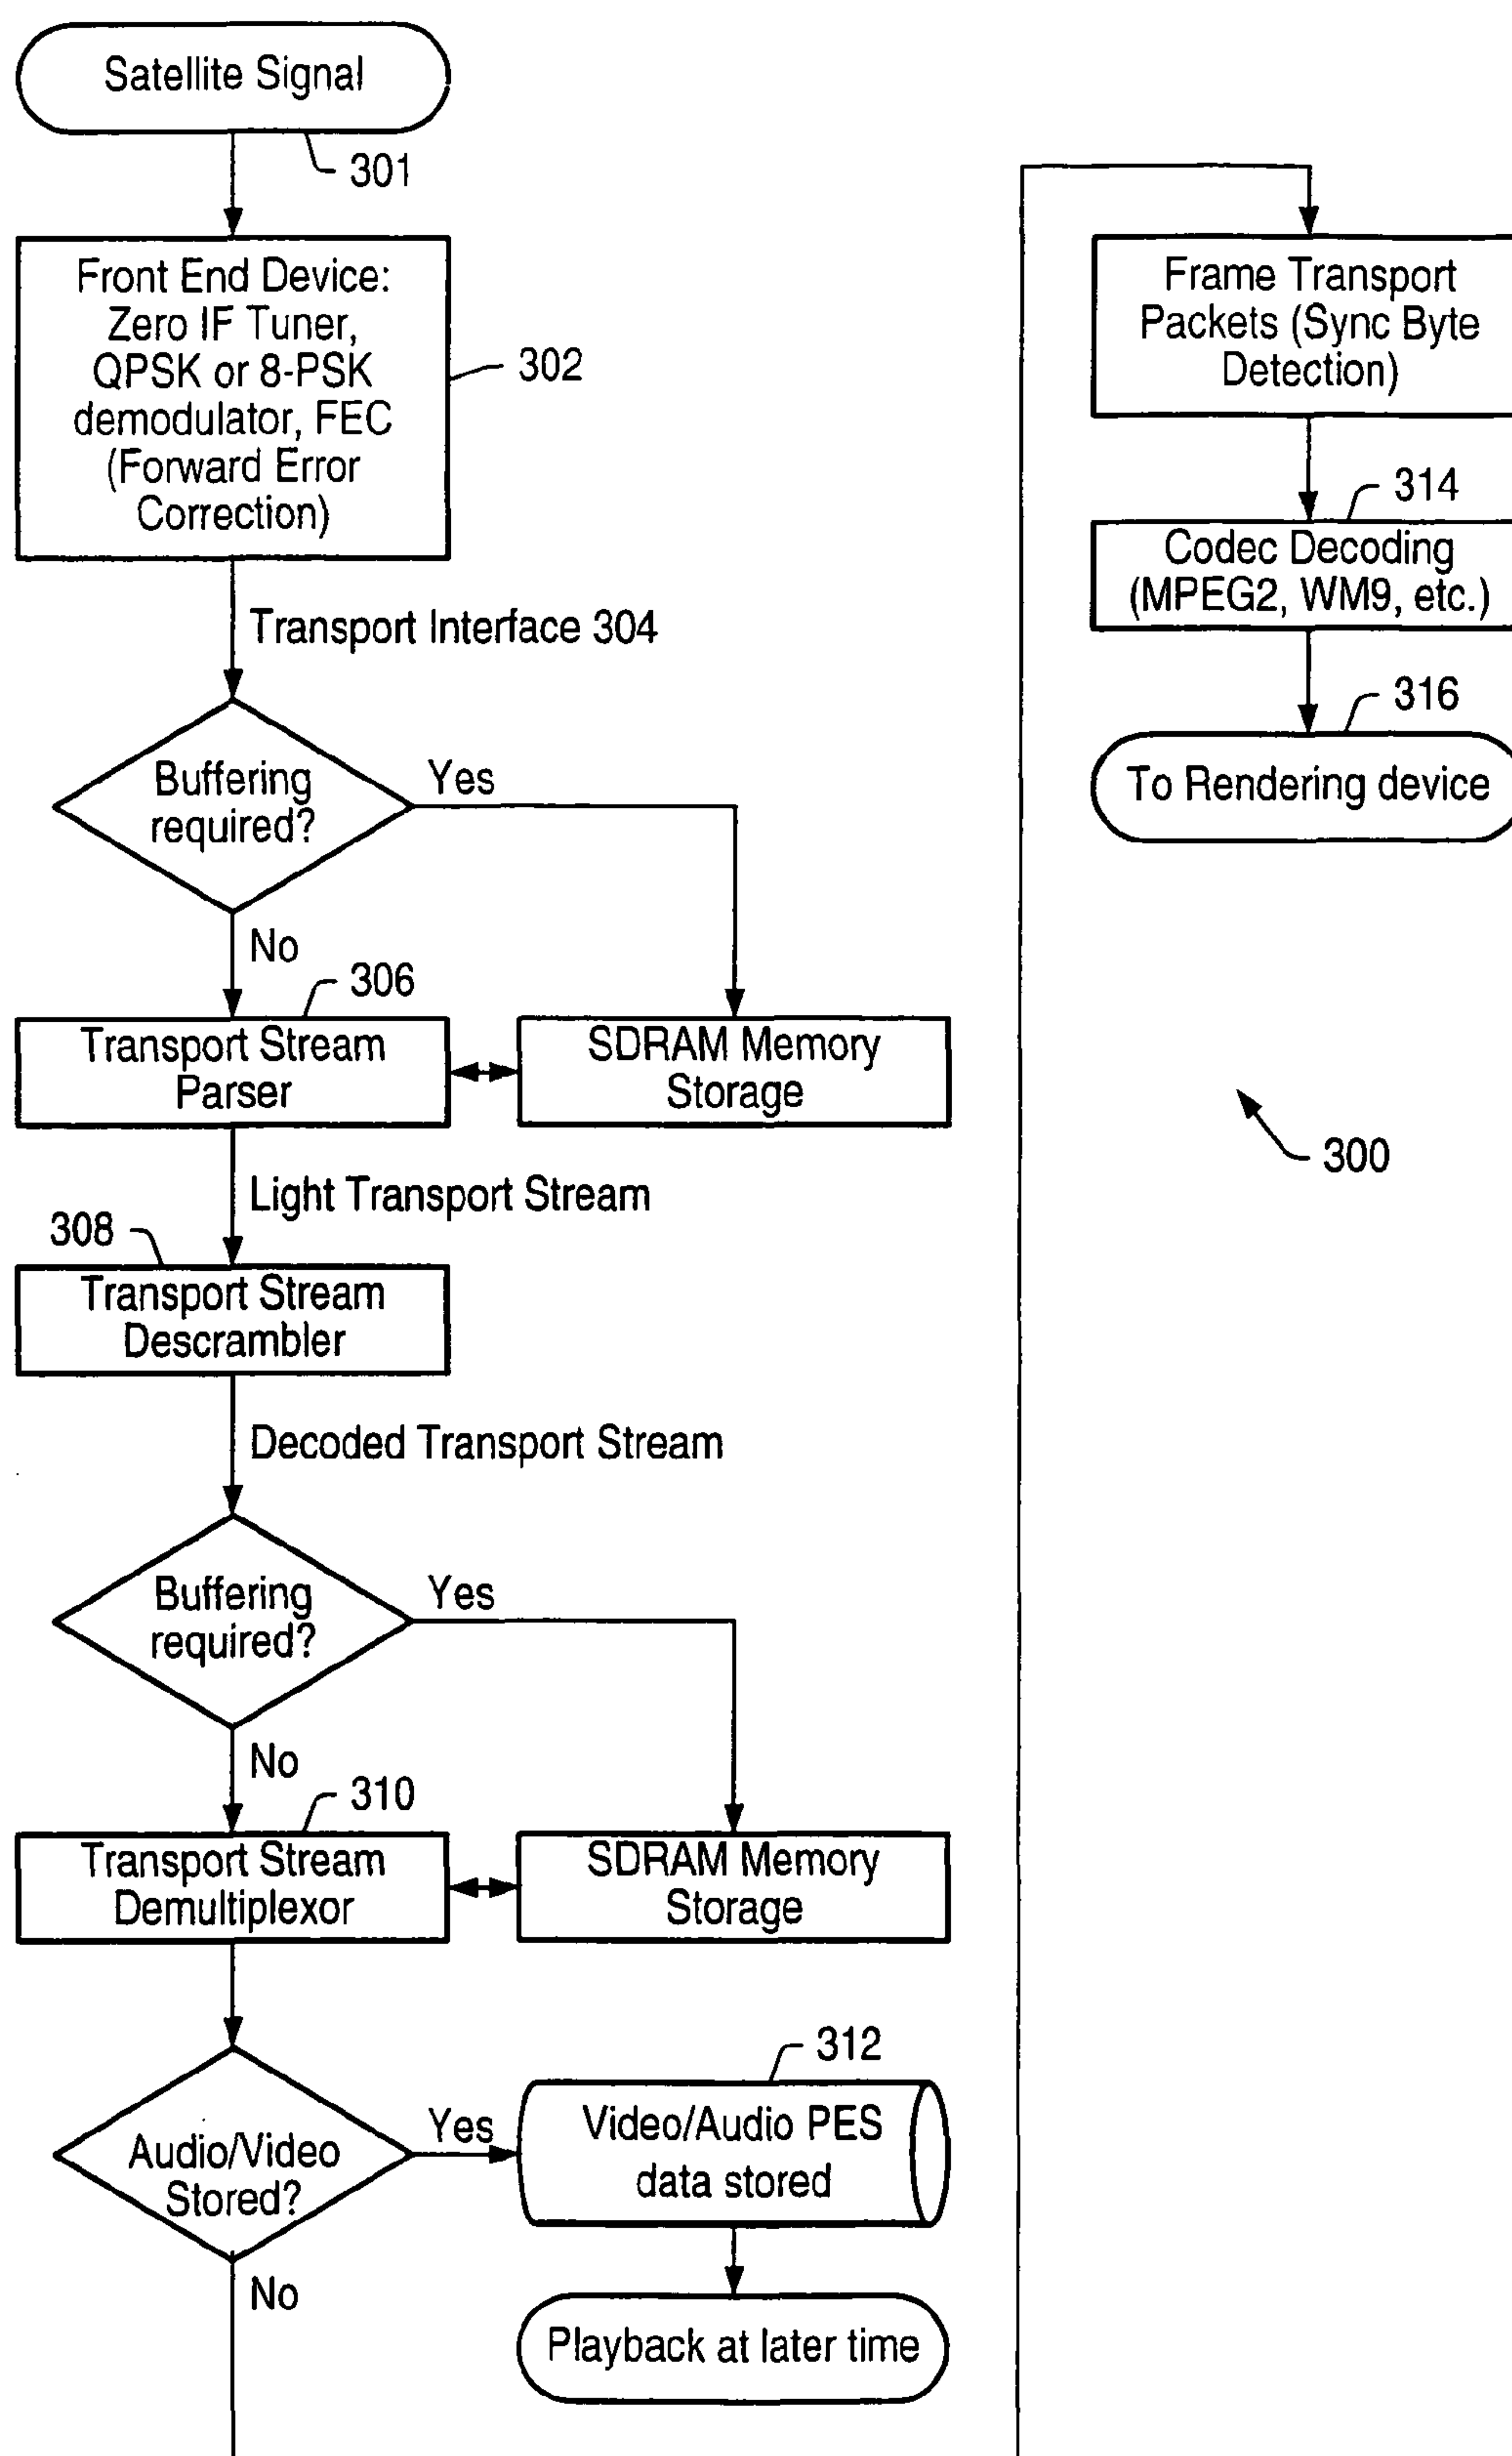 Satellite Signal
301
Front End Device:
Zero IF Tuner,
QPSK or 8-PSK
demodulator, FEC
(Forward Error
Correction)
302
Transport Interface 304
Buffering
required?
Yes
No
306
Transport Stream
Parser
SDRAM Memory
Storage
Light Transport Stream
308
Transport Stream
Descrambler
Decoded Transport Stream
Buffering
required?
Yes
No
310
Transport Stream
Demultiplexor
SDRAM Memory
Storage
Audio/Video
Stored?
Yes
312
Video/Audio PES
data stored
No
Playback at later time
Frame Transport
Packets (Sync Byte
Detection)
314
Codec Decoding
(MPEG2, WM9, etc.)
316
To Rendering device
300